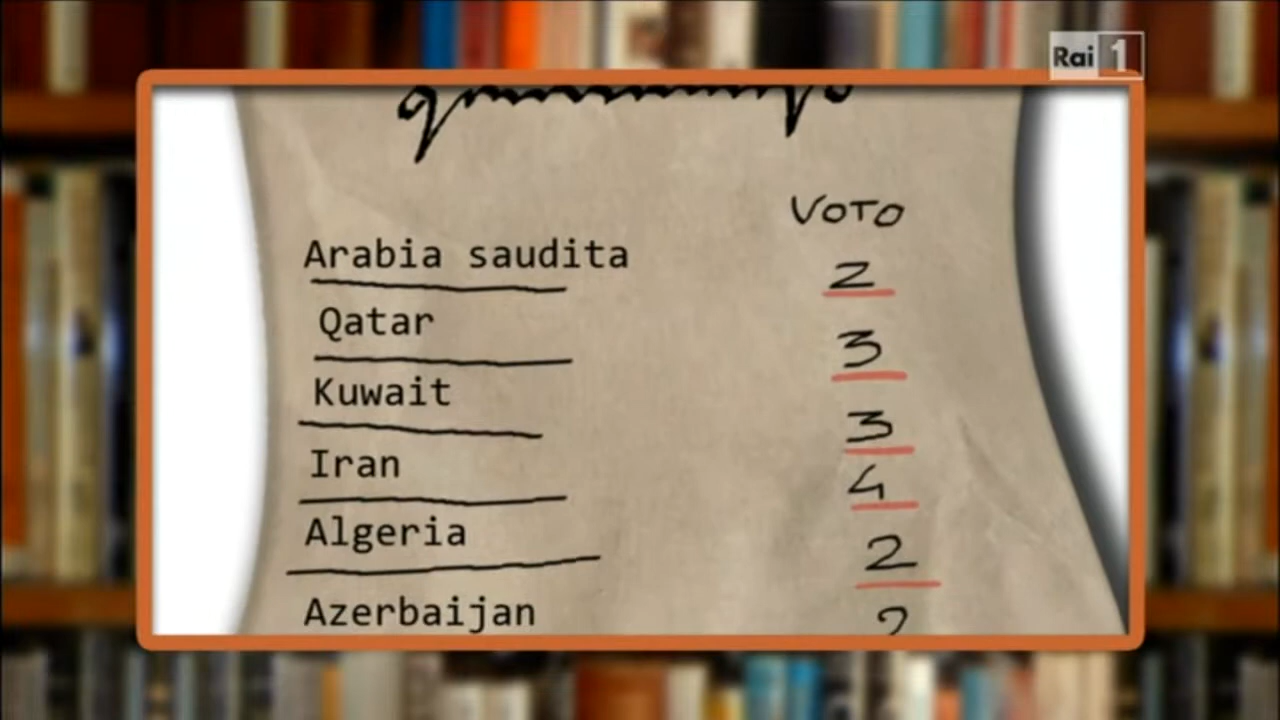 Rai 1
VOTO
Arabia saudita 2
Qatar 3
Kuwait 3
Iran 4
Algeria 2
Azerbaijan